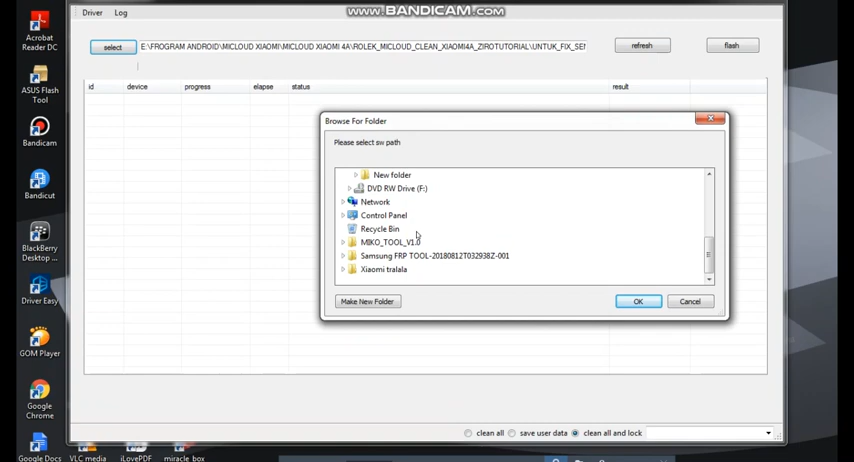 www.BANDICAM.com
Driver Log
select E:\FROGRAM ANDROID\MICLOUD XIAOMI\MICLOUD XIAOMI 4A\ROLEK_MICLOUD_CLEAN_XIAOMI4A_ZIROTUTORIAL\UNTUK_FIX_SEN refresh flash
id device progress elapse status result
Browse For Folder
Please select sw path
New folder
DVD RW Drive (F:)
Network
Control Panel
Recycle Bin
MIKO_TOOL_V1.0
Samsung FRP TOOL-20180812T032938Z-001
Xiaomi tralala
Make New Folder OK Cancel
clean all save user data clean all and lock
Acrobat
Reader DC
ASUS Flash
Tool
Bandicam
Bandicut
BlackBerry
Desktop ...
Driver Easy
GOM Player
Google
Chrome
Google Docs VLC media iLovePDF miracle_box